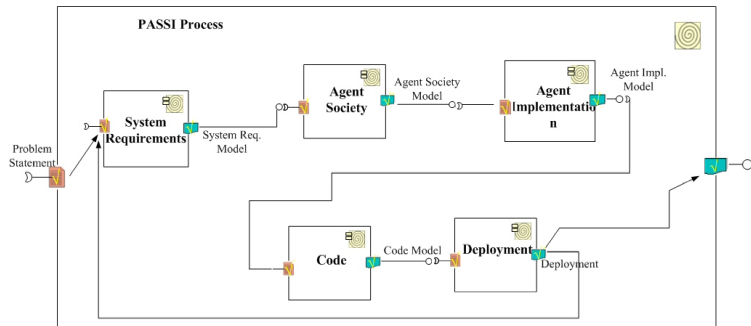 PASSI Process
System
Requirements
System Req.
Model
Agent
Society
Agent Society
Model
Agent
Implementatio
n
Agent Impl.
Model
Problem
Statement
Code
Code Model
Deployment
Deployment